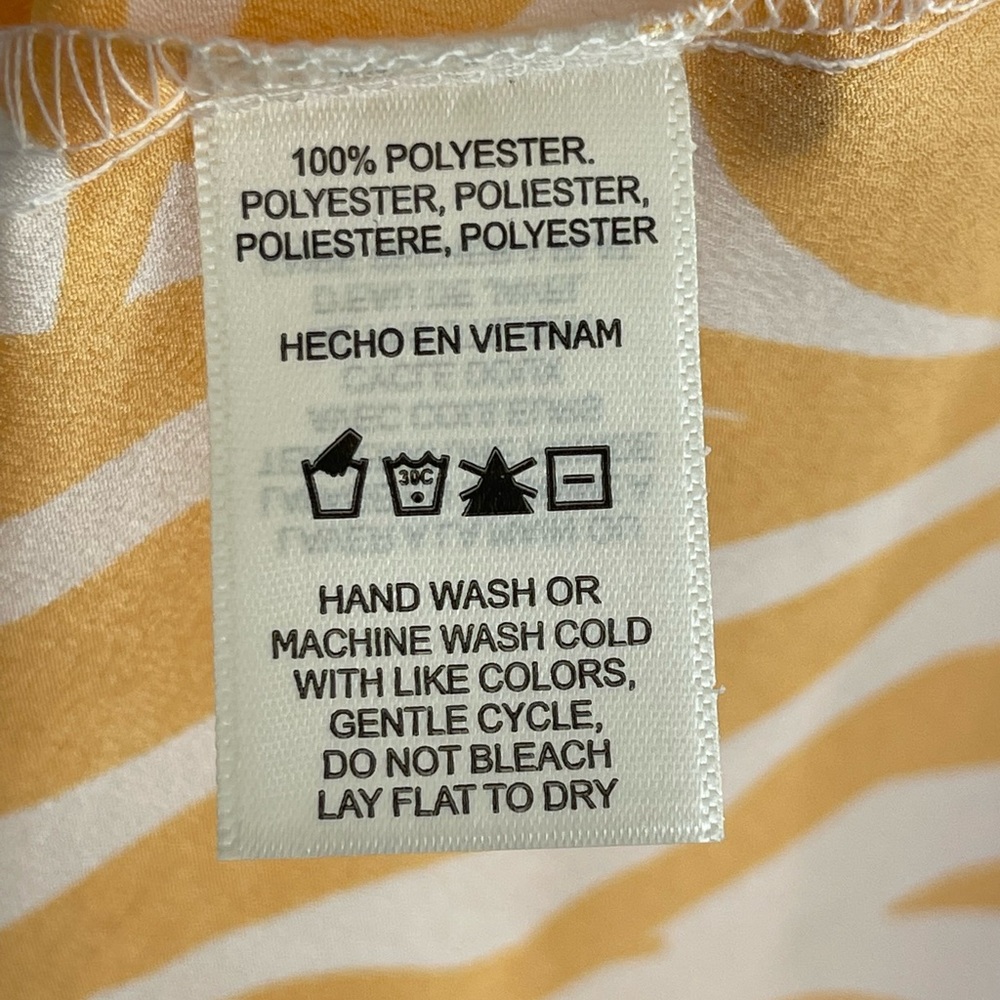 100% POLYESTER.
POLYESTER, POLIESTER,
POLIESTERE, POLYESTER
HECHO EN VIETNAM
30C
HAND WASH OR
MACHINE WASH COLD
WITH LIKE COLORS,
GENTLE CYCLE,
DO NOT BLEACH
LAY FLAT TO DRY